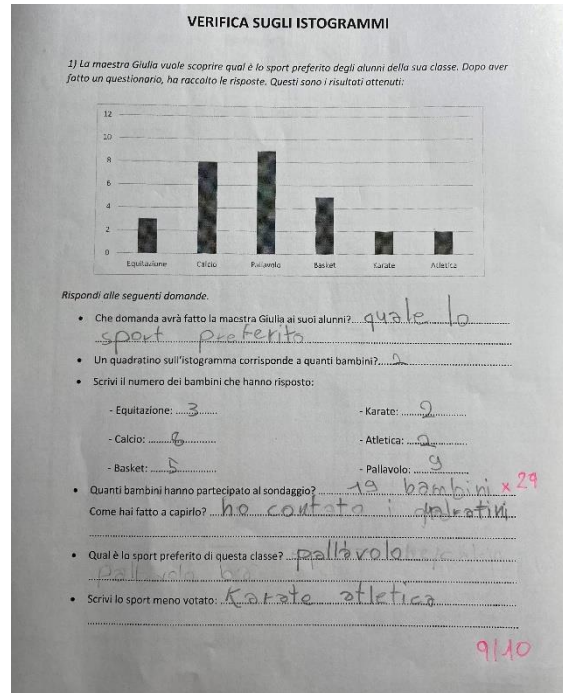 VERIFICA SUGLI ISTOGRAMMI
1) La maestra Giulia vuole scoprire qual è lo sport preferito degli alunni della sua classe. Dopo aver
fatto un questionario, ha raccolto le risposte. Questi sono i risultati ottenuti:
12
10
8
6
4
2
0
Equitazione Calcio Pallavolo Basket Karate Atletica
Rispondi alle seguenti domande.
• Che domanda avrà fatto la maestra Giulia ai suoi alunni? quale lo
sport preferito
• Un quadratino sull'istogramma corrisponde a quanti bambini? 2
• Scrivi il numero dei bambini che hanno risposto:
- Equitazione: 3 - Karate: 2
- Calcio: 8 - Atletica: 2
- Basket: 5 - Pallavolo: 9
• Quanti bambini hanno partecipato al sondaggio? 19 bambini x 29
Come hai fatto a capirlo? ho contato i
• Qual è lo sport preferito di questa classe? pallavolo
• Scrivi lo sport meno votato: Karate atletica
9/10